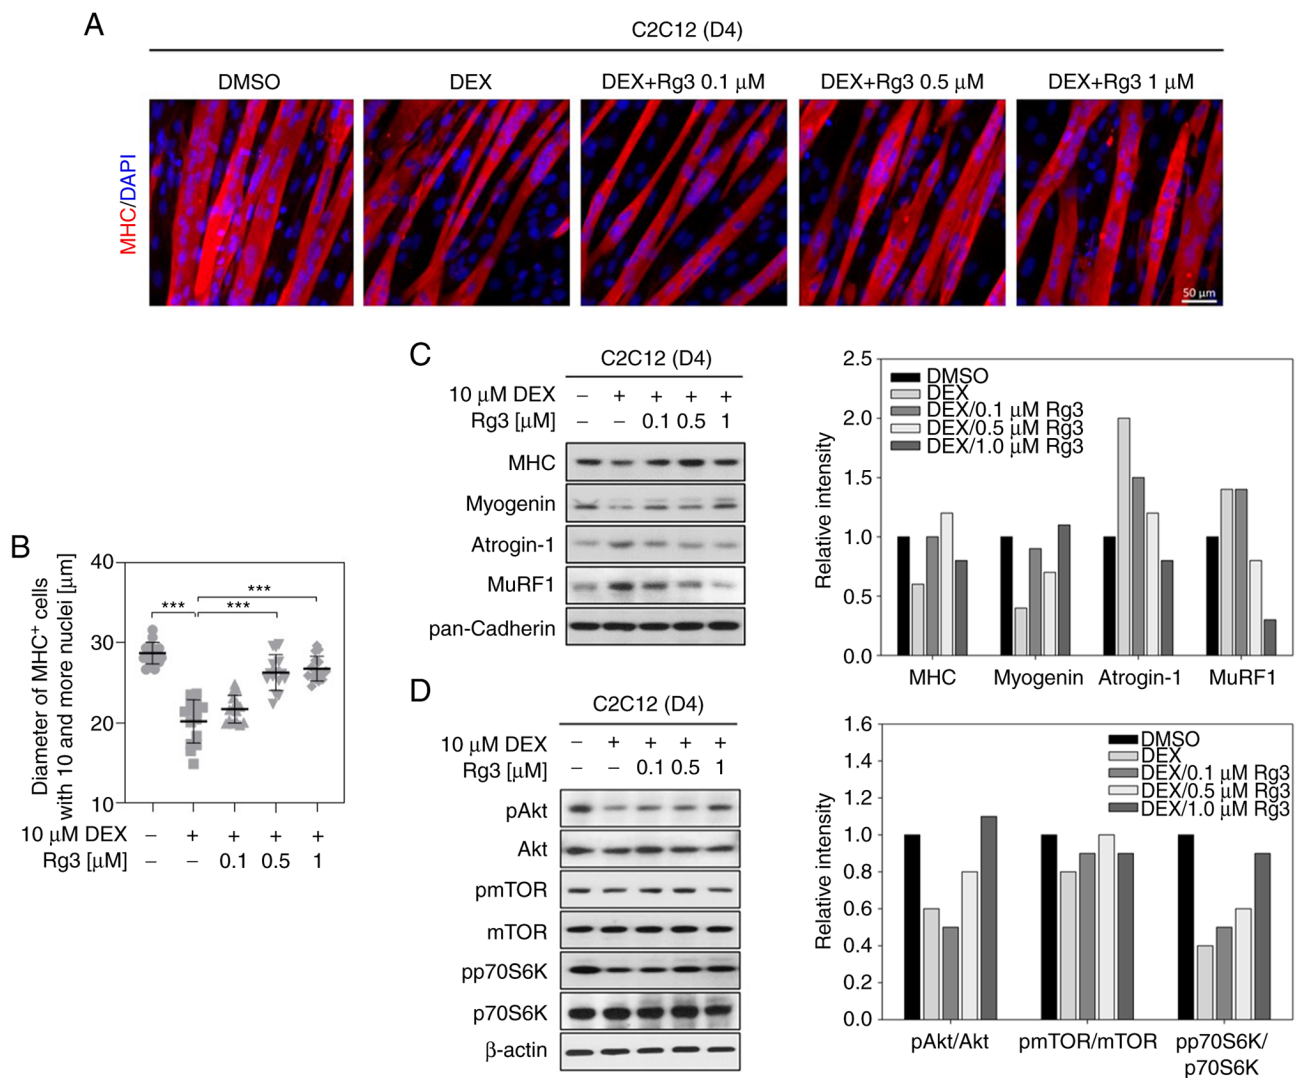 A
C2C12 (D4)
DMSO
DEX
DEX+Rg3 0.1 μM
DEX+Rg3 0.5 μM
DEX+Rg3 1 μM
MHC/DAPI
50 μm
B
Diameter of MHC+ cells
with 10 and more nuclei [μm]
40
30
20
10
***
***
***
10 μM DEX − + + + +
Rg3 [μM] − − 0.1 0.5 1
C
C2C12 (D4)
10 μM DEX − + + + +
Rg3 [μM] − − 0.1 0.5 1
MHC
Myogenin
Atrogin-1
MuRF1
pan-Cadherin
Relative intensity
2.5
2.0
1.5
1.0
0.5
0.0
DMSO
DEX
DEX/0.1 μM Rg3
DEX/0.5 μM Rg3
DEX/1.0 μM Rg3
MHC
Myogenin
Atrogin-1
MuRF1
D
C2C12 (D4)
10 μM DEX − + + + +
Rg3 [μM] − − 0.1 0.5 1
pAkt
Akt
pmTOR
mTOR
pp70S6K
p70S6K
β-actin
Relative intensity
1.6
1.4
1.2
1.0
0.8
0.6
0.4
0.2
0.0
DMSO
DEX
DEX/0.1 μM Rg3
DEX/0.5 μM Rg3
DEX/1.0 μM Rg3
pAkt/Akt
pmTOR/mTOR
pp70S6K/
p70S6K